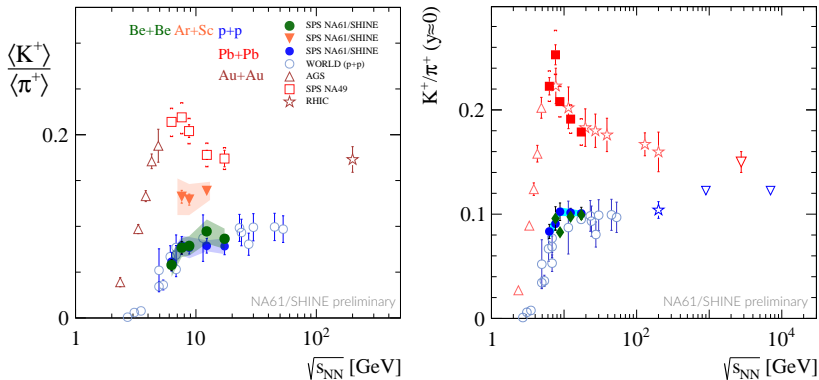 ⟨K⁺⟩
⟨π⁺⟩
Be+Be Ar+Sc p+p
Pb+Pb
Au+Au
SPS NA61/SHINE
SPS NA61/SHINE
SPS NA61/SHINE
WORLD (p+p)
AGS
SPS NA49
RHIC
0.2
0.1
0
NA61/SHINE preliminary
1 10 10²
√sNN [GeV]
K⁺/π⁺ (y≈0)
0.2
0.1
0
NA61/SHINE preliminary
1 10² 10⁴
√sNN [GeV]